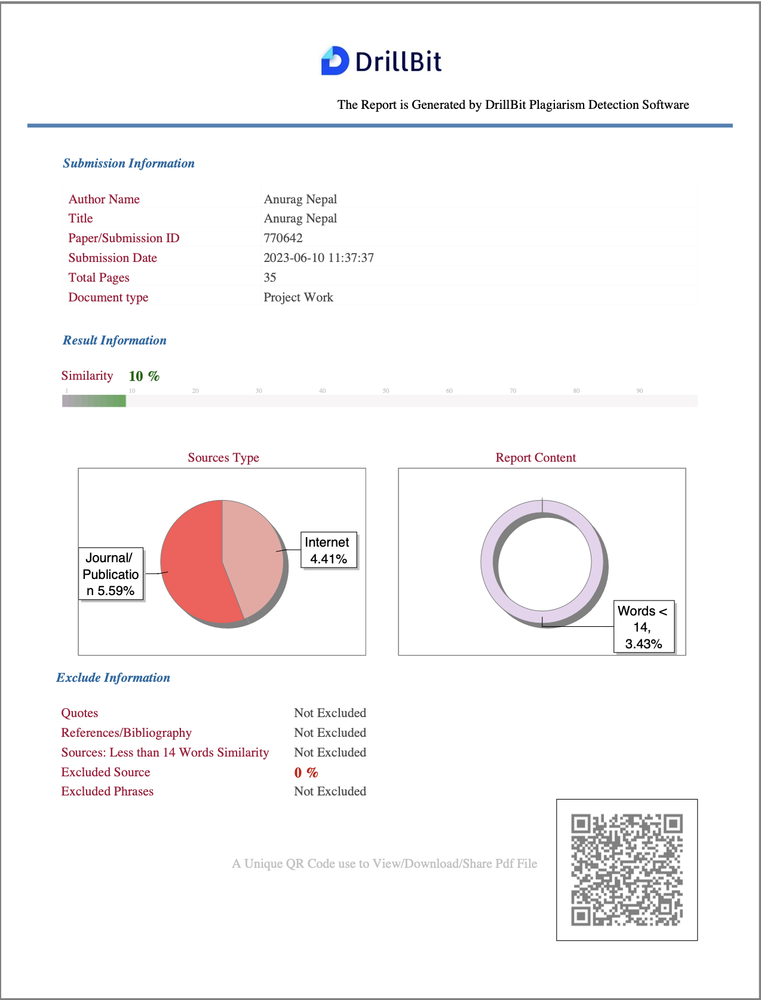 DrillBit
The Report is Generated by DrillBit Plagiarism Detection Software
Submission Information
Author Name Anurag Nepal
Title Anurag Nepal
Paper/Submission ID 770642
Submission Date 2023-06-10 11:37:37
Total Pages 35
Document type Project Work
Result Information
Similarity 10 %
1 10 20 30 40 50 60 70 80 90
Sources Type
Journal/
Publicatio
n 5.59%
Internet
4.41%
Report Content
Words <
14,
3.43%
Exclude Information
Quotes Not Excluded
References/Bibliography Not Excluded
Sources: Less than 14 Words Similarity Not Excluded
Excluded Source 0 %
Excluded Phrases Not Excluded
A Unique QR Code use to View/Download/Share Pdf File